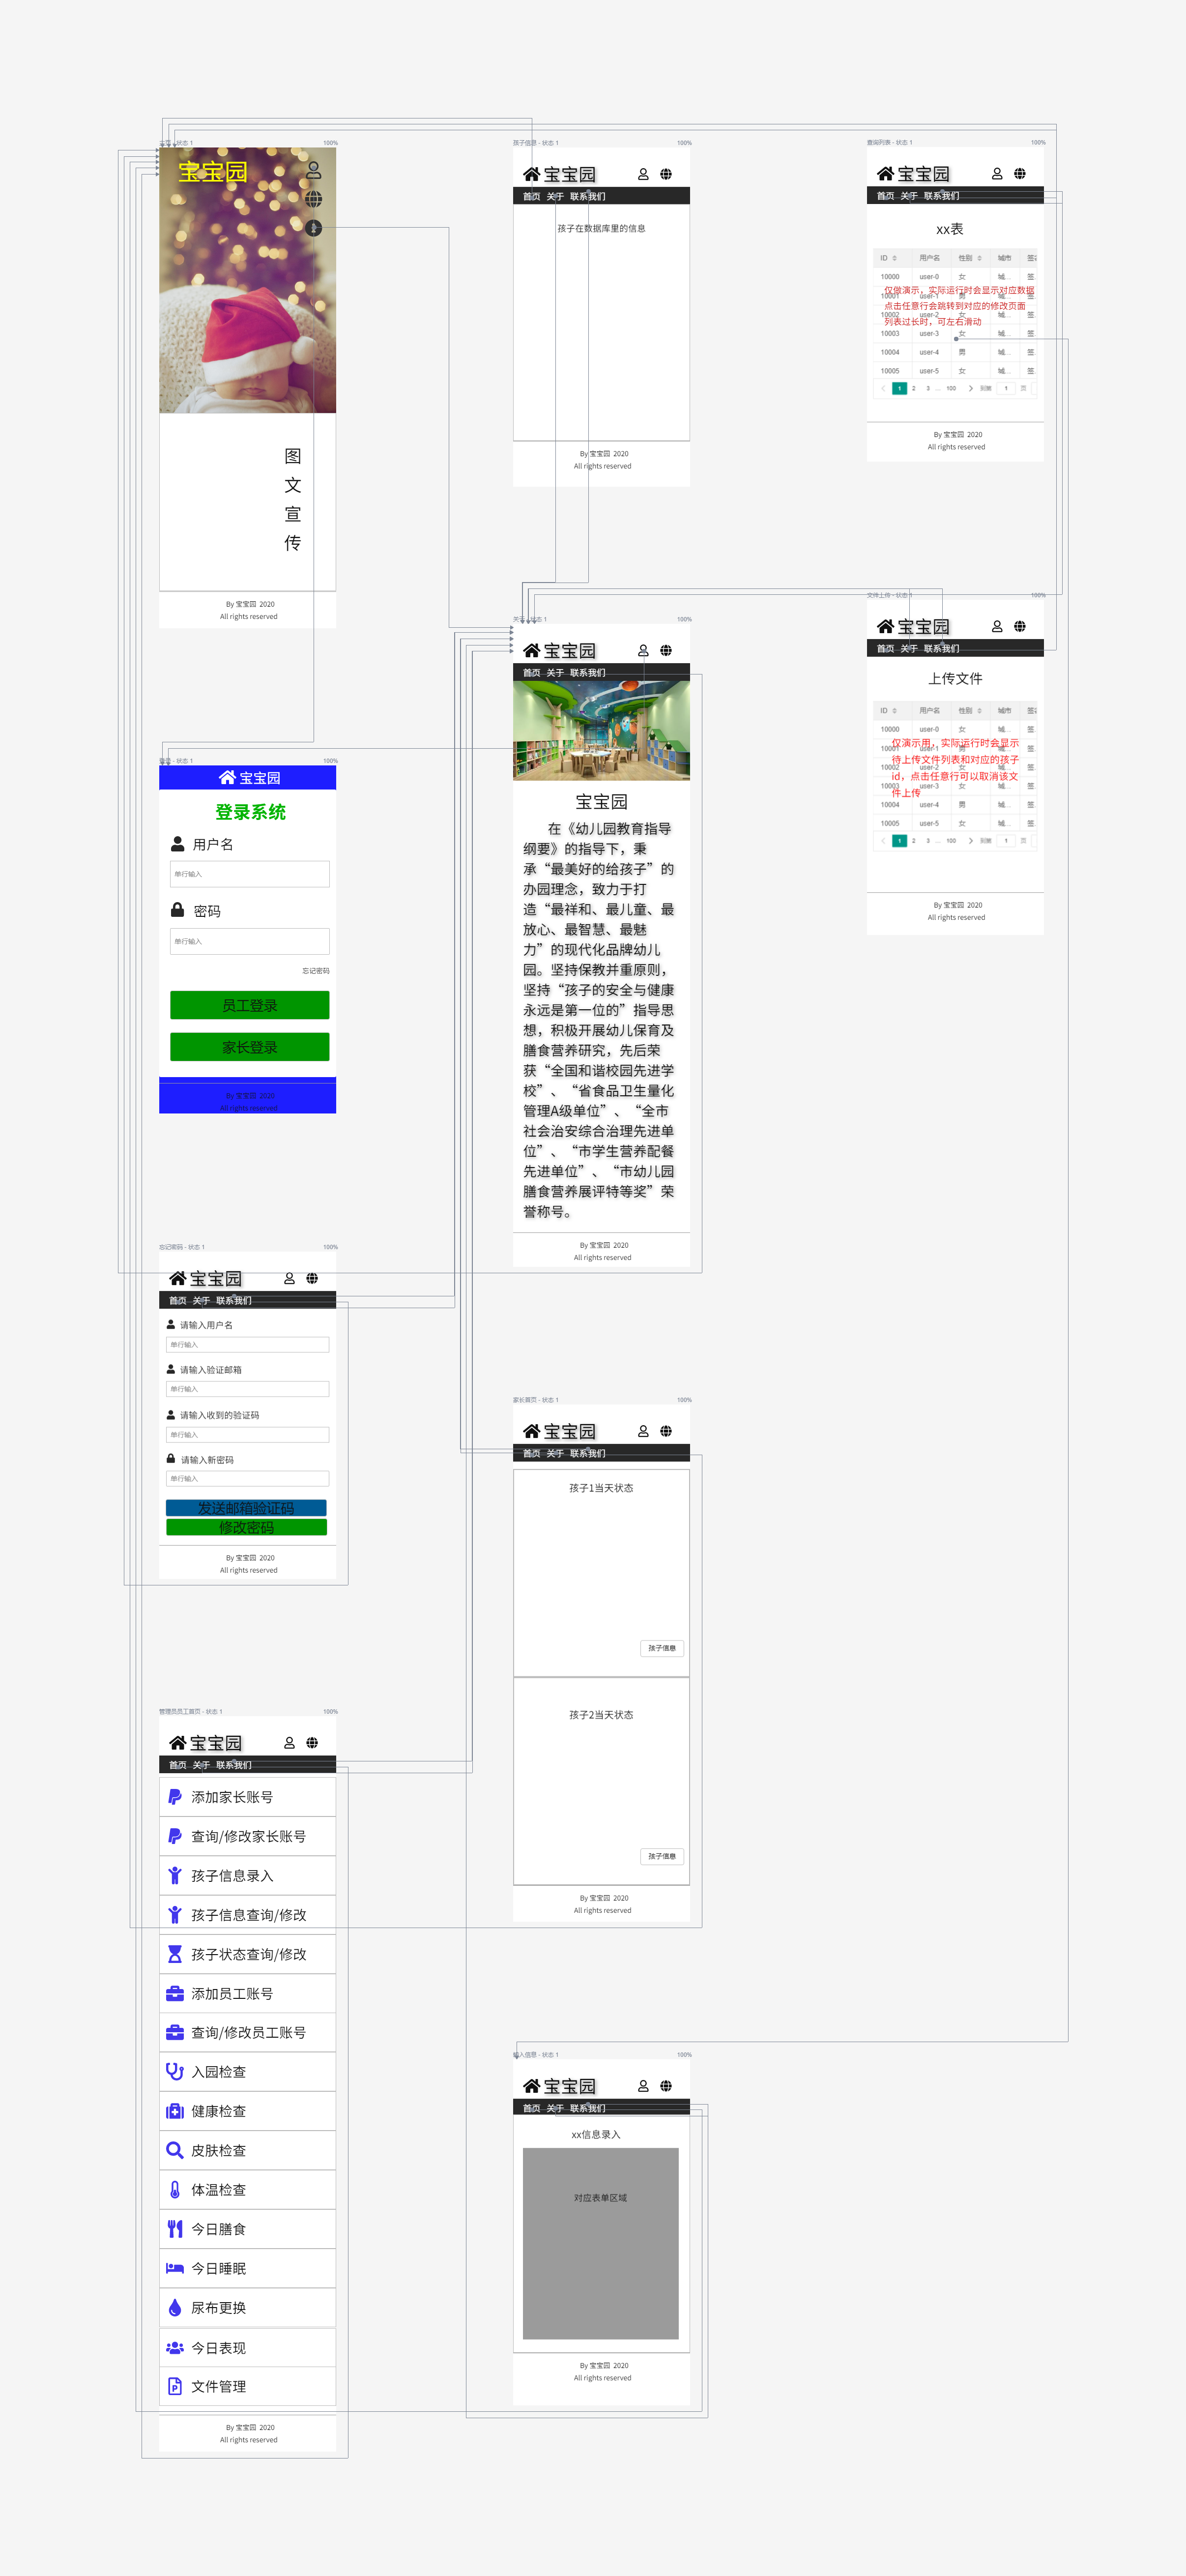 状态 1
100%
宝宝园
图
文
宣
传
By 宝宝园 2020
All rights reserved
孩子信息 - 状态 1
100%
宝宝园
首页 关于 联系我们
孩子在数据库里的信息
By 宝宝园 2020
All rights reserved
查询列表 - 状态 1
100%
宝宝园
首页 关于 联系我们
xx表
ID 用户名 性别 城市
10000 user-0 女
10001 user-1 男
10002 user-2 女
10003 user-3 女
10004 user-4 男
10005 user-5 女
仅做演示，实际运行时会显示对应数据
点击任意行会跳转到对应的修改页面
列表过长时，可左右滑动
1 2 3 … 100 到第 1 页
By 宝宝园 2020
All rights reserved
状态 1
100%
宝宝园
登录系统
用户名
单行输入
密码
单行输入
忘记密码
员工登录
家长登录
By 宝宝园 2020
All rights reserved
状态 1
100%
宝宝园
首页 关于 联系我们
宝宝园
在《幼儿园教育指导
纲要》的指导下，秉
承“最美好的给孩子”的
办园理念，致力于打
造“最祥和、最儿童、最
放心、最智慧、最魅
力”的现代化品牌幼儿
园。坚持保教并重原则，
坚持“孩子的安全与健康
永远是第一位的”指导思
想，积极开展幼儿保育及
膳食营养研究，先后荣
获“全国和谐校园先进学
校”、“省食品卫生量化
管理A级单位”、“全市
社会治安综合治理先进单
位”、“市学生营养配餐
先进单位”、“市幼儿园
膳食营养展评特等奖”荣
誉称号。
By 宝宝园 2020
All rights reserved
文件上传 - 状态 1
100%
宝宝园
首页 关于 联系我们
上传文件
ID 用户名 性别 城市
10000 user-0 女
10001 user-1 男
10002 user-2 女
10003 user-3 女
10004 user-4 男
10005 user-5 女
仅演示用，实际运行时会显示
待上传文件列表和对应的孩子
id，点击任意行可以取消该文
件上传
1 2 3 … 100 到第 1 页
By 宝宝园 2020
All rights reserved
忘记密码 - 状态 1
100%
宝宝园
首页 关于 联系我们
请输入用户名
单行输入
请输入验证邮箱
单行输入
请输入收到的验证码
单行输入
请输入新密码
单行输入
发送邮箱验证码
修改密码
By 宝宝园 2020
All rights reserved
家长首页 - 状态 1
100%
宝宝园
首页 关于 联系我们
孩子1当天状态
孩子信息
孩子2当天状态
孩子信息
By 宝宝园 2020
All rights reserved
管理员员工首页 - 状态 1
100%
宝宝园
首页 关于 联系我们
添加家长账号
查询/修改家长账号
孩子信息录入
孩子信息查询/修改
孩子状态查询/修改
添加员工账号
查询/修改员工账号
入园检查
健康检查
皮肤检查
体温检查
今日膳食
今日睡眠
尿布更换
今日表现
文件管理
By 宝宝园 2020
All rights reserved
输入信息 - 状态 1
100%
宝宝园
首页 关于 联系我们
xx信息录入
对应表单区域
By 宝宝园 2020
All rights reserved